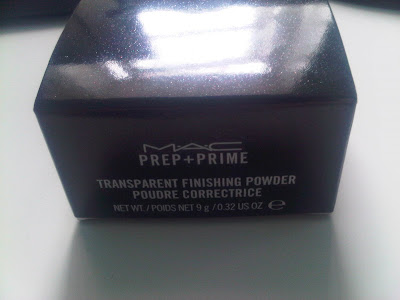 MAC
PREP+PRIME
TRANSPARENT FINISHING POWDER
POUDRE CORRECTRICE
NET WT./POIDS NET 9 g / 0.32 US OZ ℮